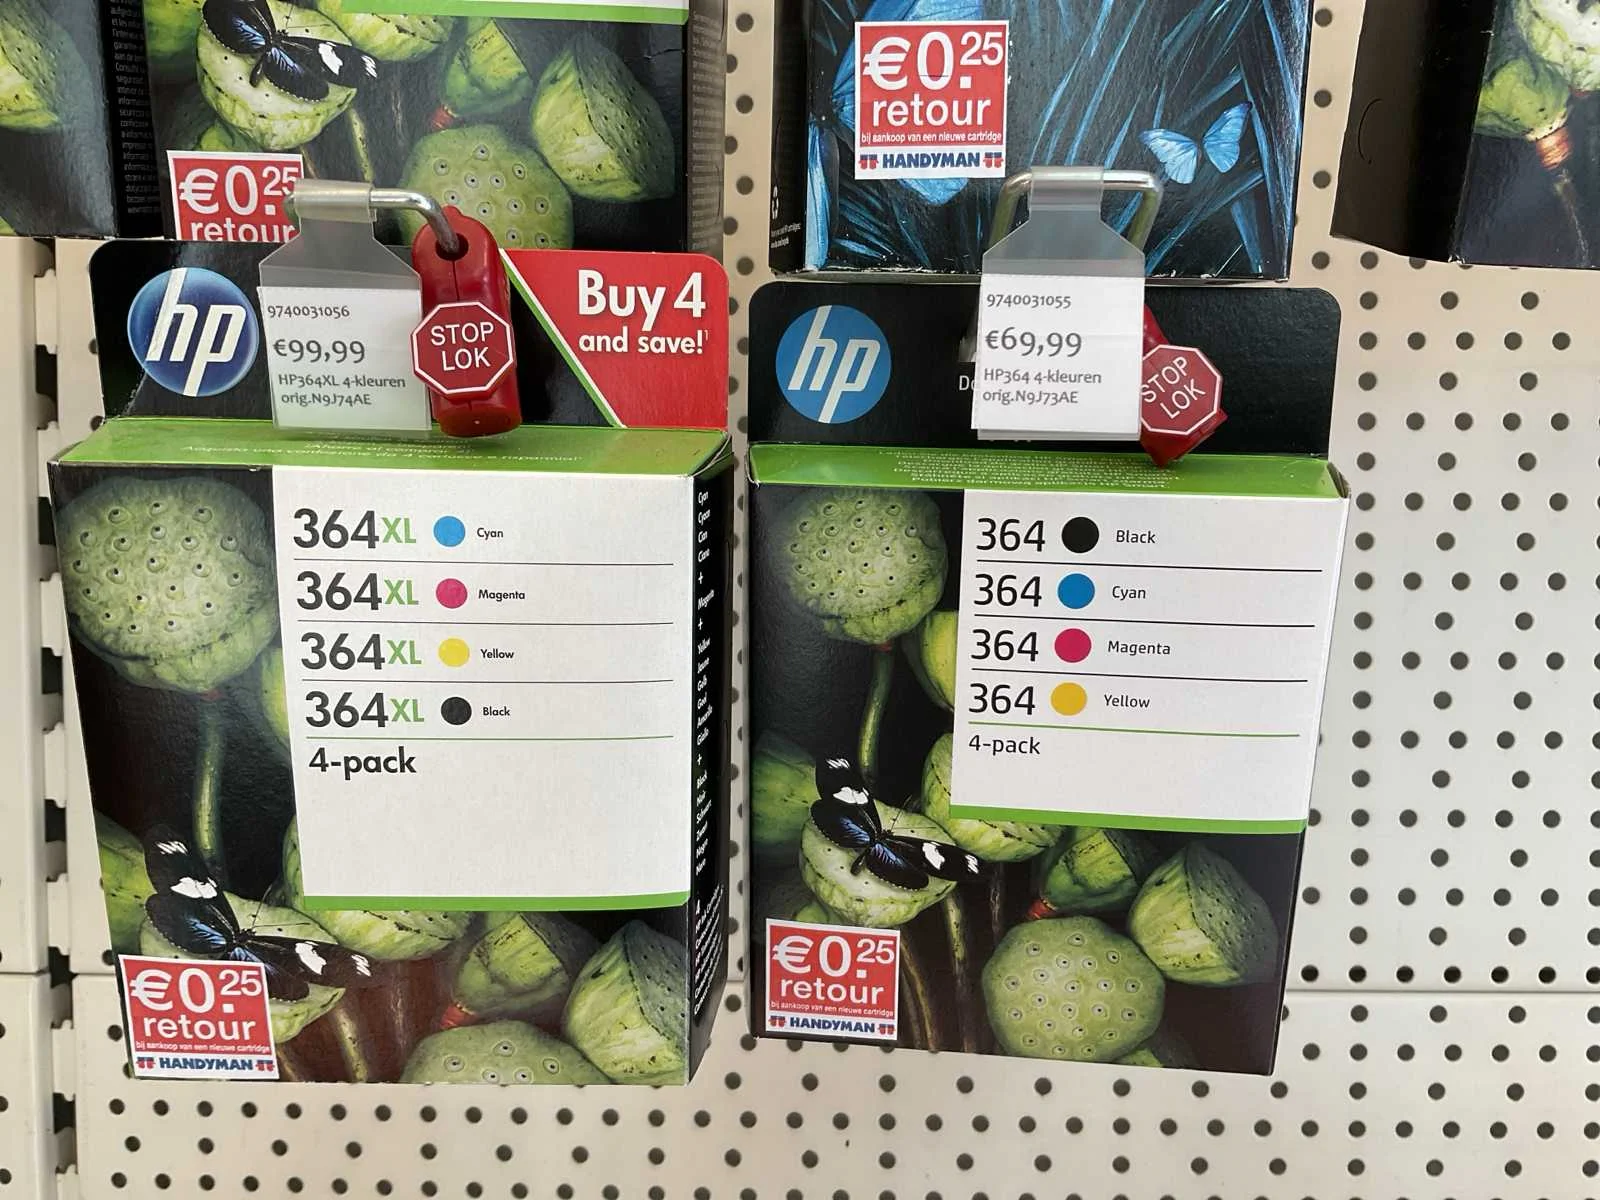 €0.25
retour
bij aankoop van een nieuwe cartridge
HANDYMAN
€0.25
retour
hp
9740031056
€99,99
HP364XL 4-kleuren
orig.N9J74AE
STOP
LOK
Buy 4
and save!¹
364XL Cyan
364XL Magenta
364XL Yellow
364XL Black
4-pack
€0.25
retour
bij aankoop van een nieuwe cartridge
HANDYMAN
hp
9740031055
€69,99
HP364 4-kleuren
orig.N9J73AE
STOP
LOK
364 Black
364 Cyan
364 Magenta
364 Yellow
4-pack
€0.25
retour
bij aankoop van een nieuwe cartridge
HANDYMAN